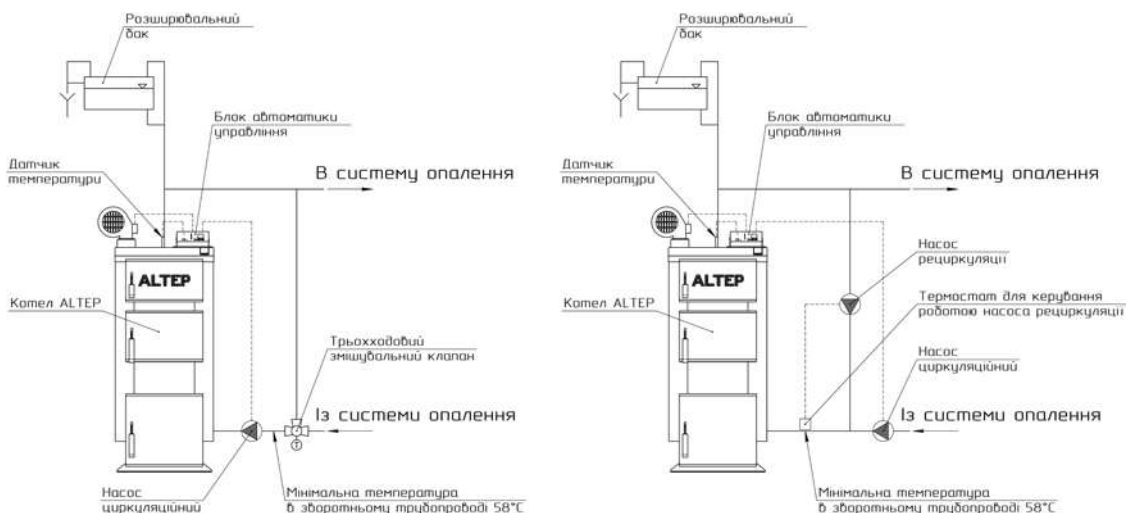 Розширювальний
бак
Блок автоматики
управління
Датчик
температури
В систему опалення
ALTEP
Котел ALTEP
Трьохходовий
змішувальний клапан
Із системи опалення
T
Насос
циркуляційний
Мінімальна температура
в зворотньому трубопроводі 58°С
Розширювальний
бак
Блок автоматики
управління
Датчик
температури
В систему опалення
Насос
рециркуляції
ALTEP
Котел ALTEP
Термостат для керування
роботою насоса рециркуляції
Насос
циркуляційний
Із системи опалення
Мінімальна температура
в зворотньому трубопроводі 58°С